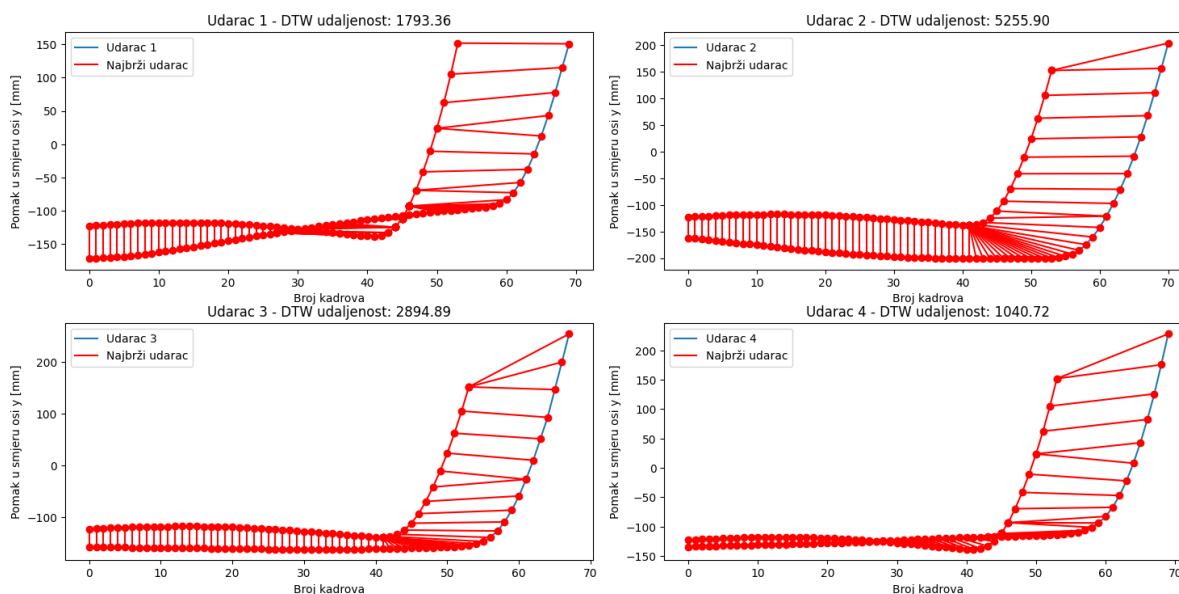 Udarac 1 - DTW udaljenost: 1793.36
Udarac 1
Najbrži udarac
Pomak u smjeru osi y [mm]
150
100
50
0
−50
−100
−150
0 10 20 30 40 50 60 70
Broj kadrova
Udarac 2 - DTW udaljenost: 5255.90
Udarac 2
Najbrži udarac
Pomak u smjeru osi y [mm]
200
150
100
50
0
−50
−100
−150
−200
0 10 20 30 40 50 60 70
Broj kadrova
Udarac 3 - DTW udaljenost: 2894.89
Udarac 3
Najbrži udarac
Pomak u smjeru osi y [mm]
200
100
0
−100
0 10 20 30 40 50 60 70
Broj kadrova
Udarac 4 - DTW udaljenost: 1040.72
Udarac 4
Najbrži udarac
Pomak u smjeru osi y [mm]
200
150
100
50
0
−50
−100
−150
0 10 20 30 40 50 60 70
Broj kadrova